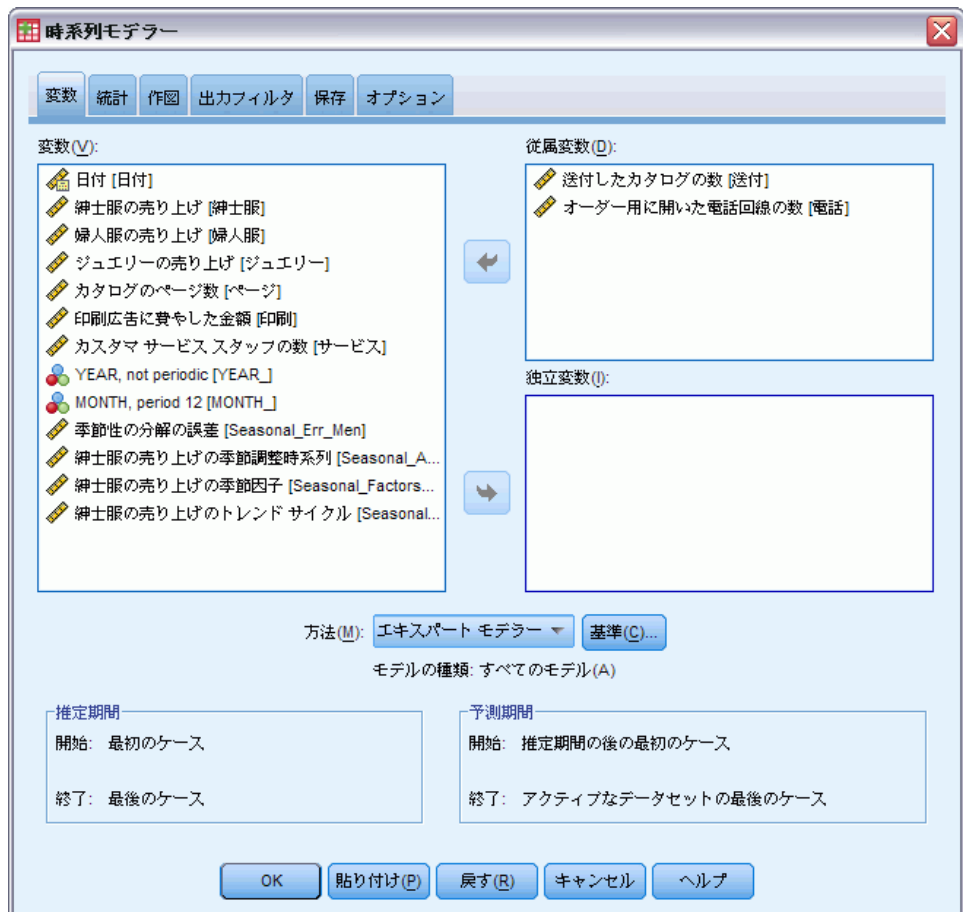 時系列モデラー
変数 統計 作図 出力フィルタ 保存 オプション
変数(V):
日付 [日付]
紳士服の売り上げ [紳士服]
婦人服の売り上げ [婦人服]
ジュエリーの売り上げ [ジュエリー]
カタログのページ数 [ページ]
印刷広告に費やした金額 [印刷]
カスタマ サービス スタッフの数 [サービス]
YEAR, not periodic [YEAR_]
MONTH, period 12 [MONTH_]
季節性の分解の誤差 [Seasonal_Err_Men]
紳士服の売り上げの季節調整時系列 [Seasonal_A...
紳士服の売り上げの季節因子 [Seasonal_Factors...
紳士服の売り上げのトレンド サイクル [Seasonal...
従属変数(D):
送付したカタログの数 [送付]
オーダー用に開いた電話回線の数 [電話]
独立変数(I):
方法(M): エキスパート モデラー 基準(C)...
モデルの種類: すべてのモデル(A)
推定期間
開始: 最初のケース
終了: 最後のケース
予測期間
開始: 推定期間の後の最初のケース
終了: アクティブなデータセットの最後のケース
OK 貼り付け(P) 戻す(R) キャンセル ヘルプ